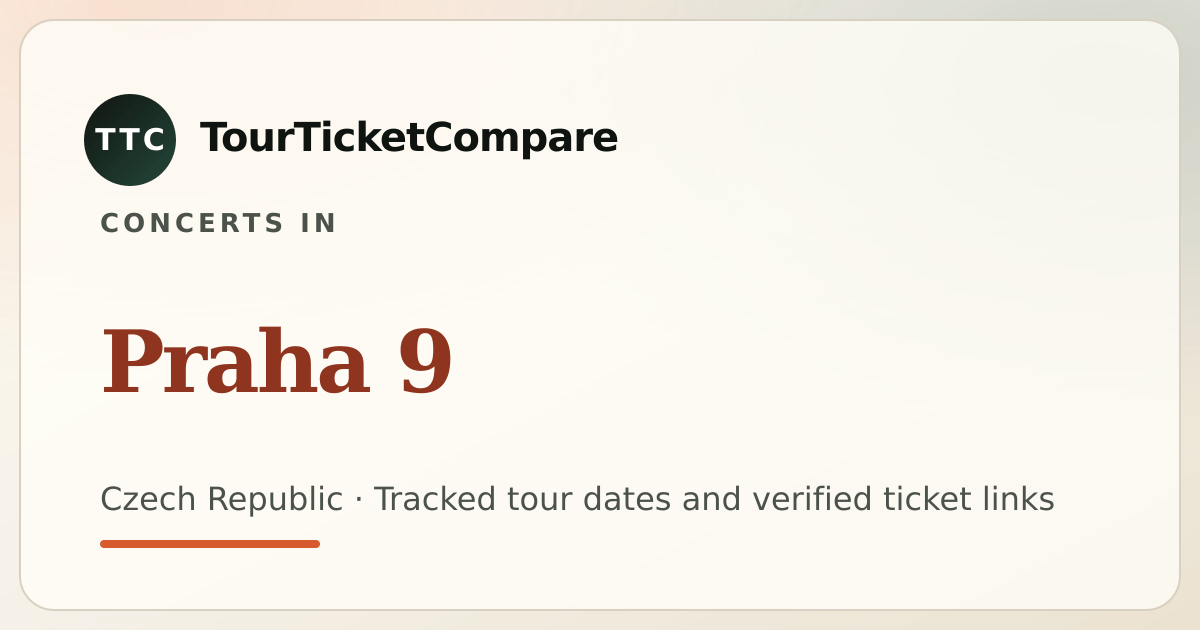 TTC TourTicketCompare
CONCERTS IN
Praha 9
Czech Republic · Tracked tour dates and verified ticket links